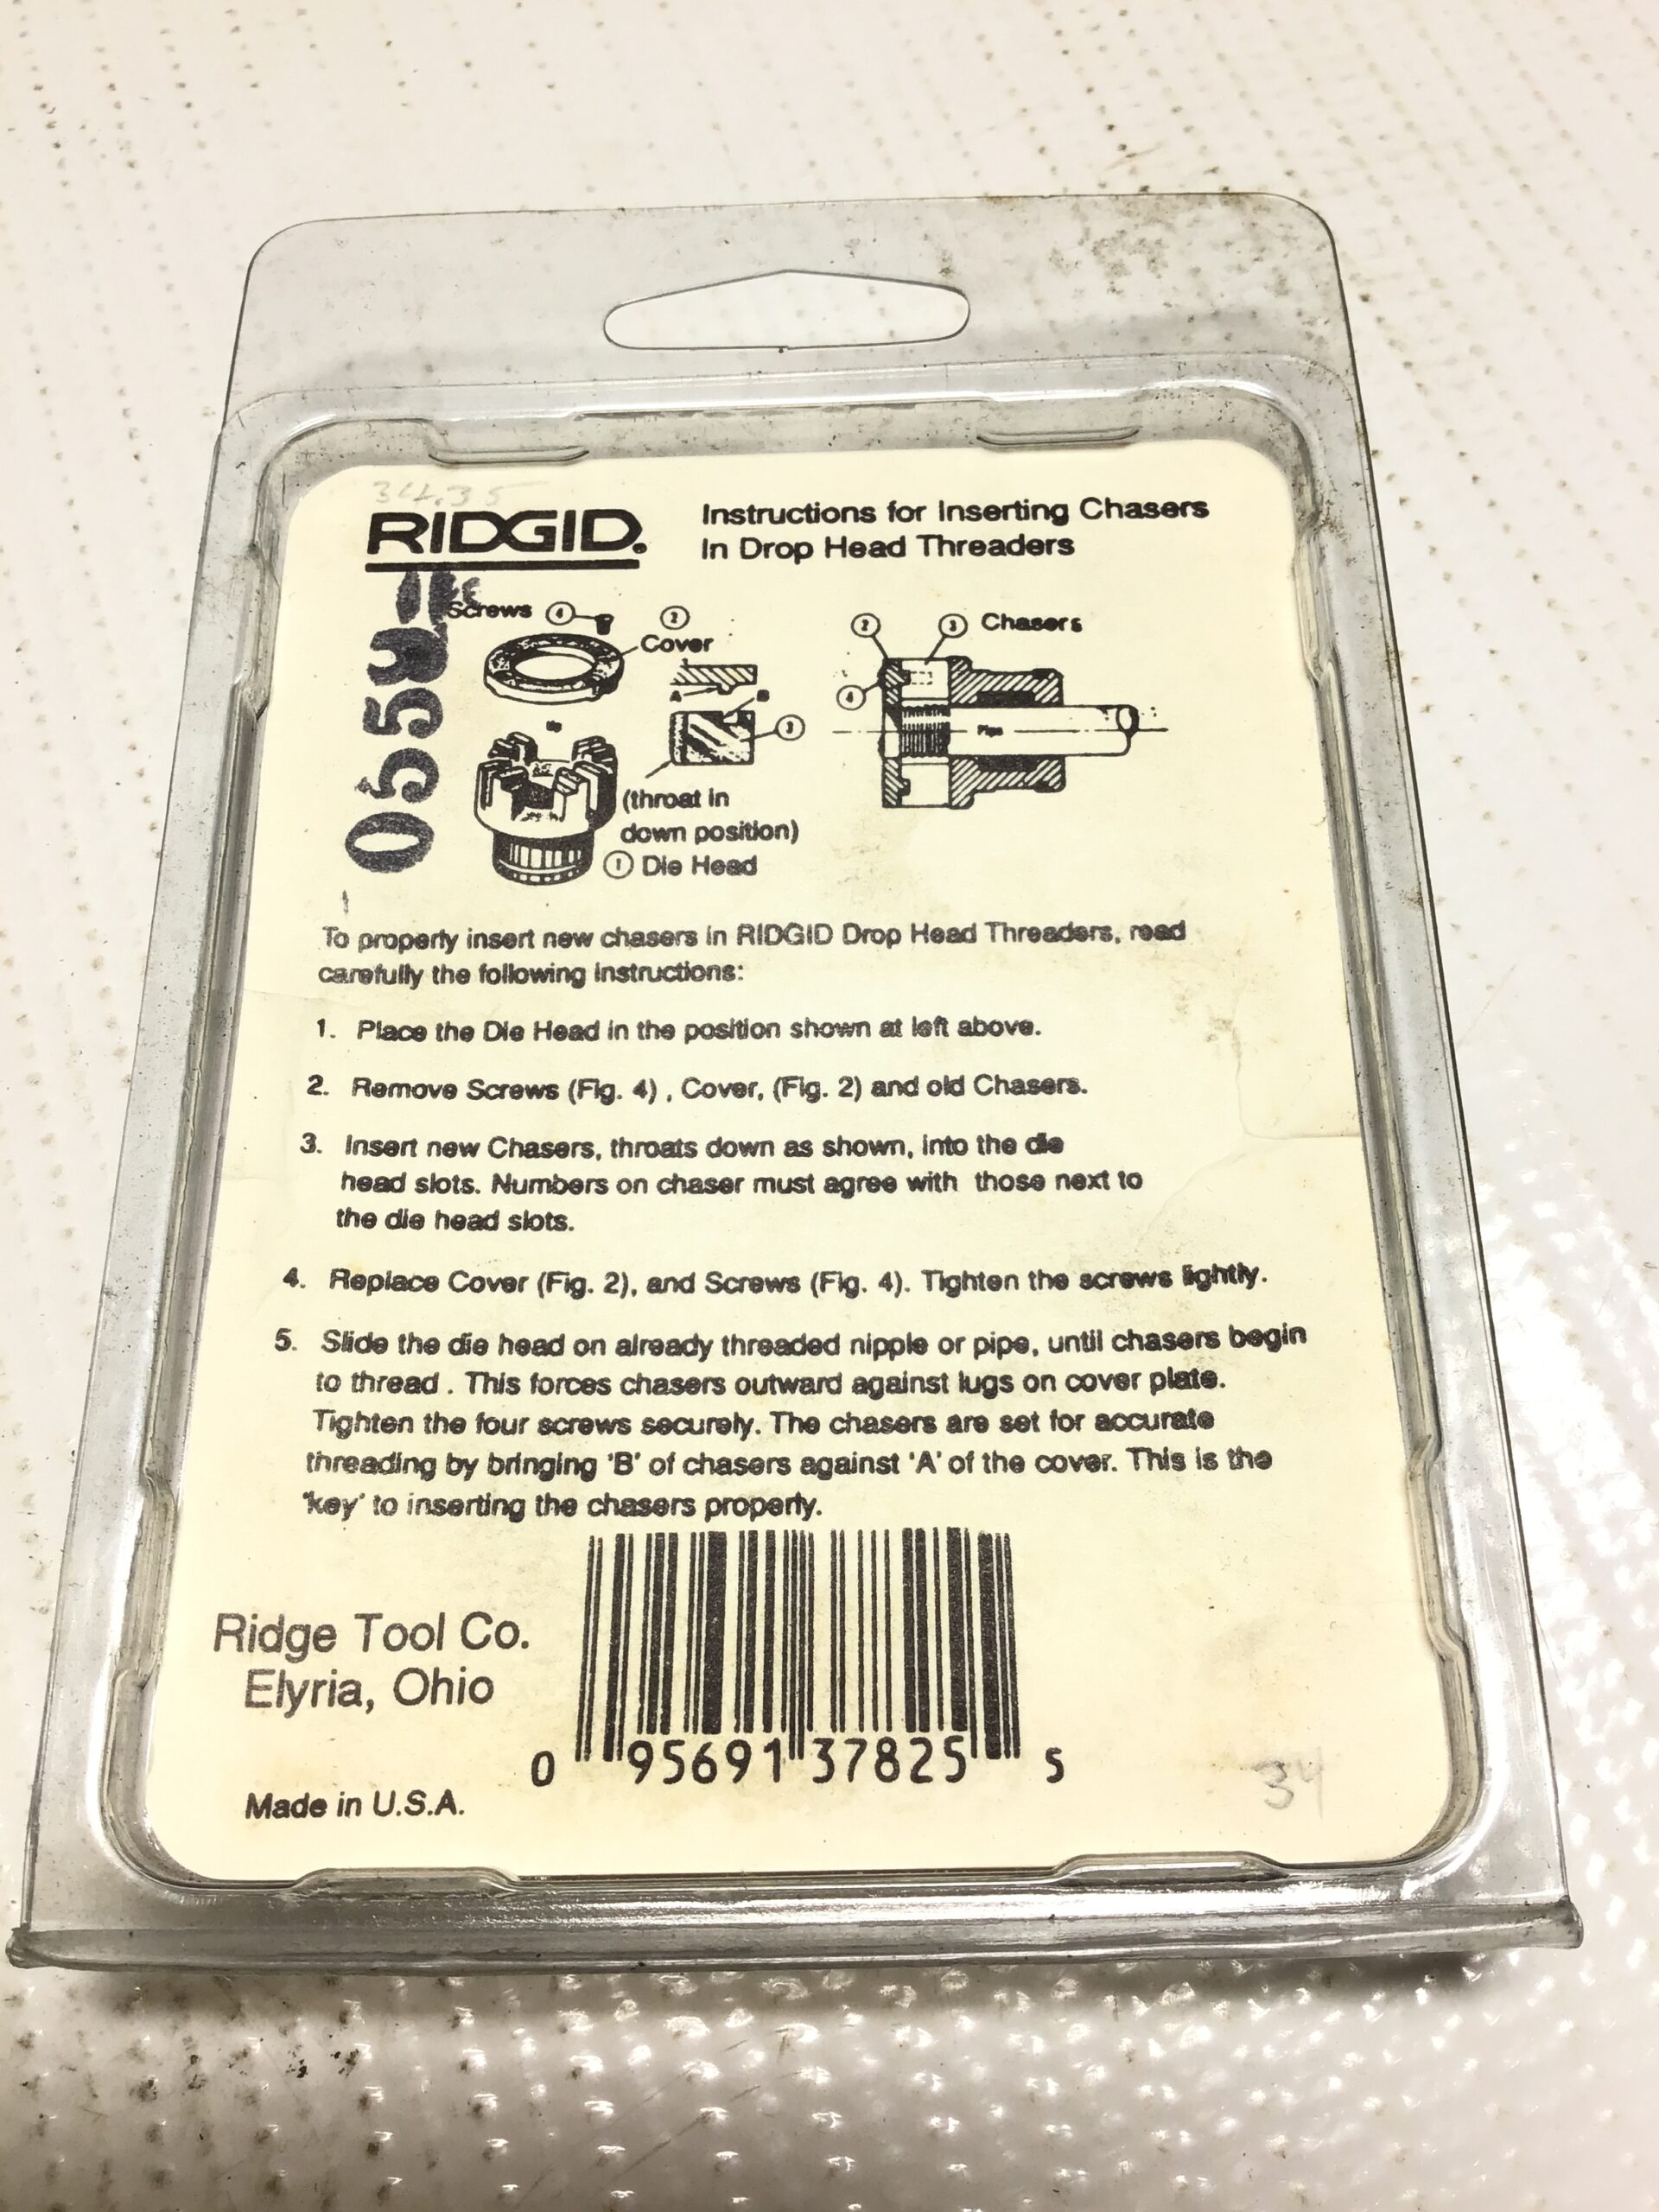 34.35
RIDGID.
Instructions for Inserting Chasers
In Drop Head Threaders
Screws 4
2
Cover
A
B
3
(throat in
down position)
1 Die Head
2
3 Chasers
4
Pipe
To properly insert new chasers in RIDGID Drop Head Threaders, read
carefully the following instructions:
1. Place the Die Head in the position shown at left above.
2. Remove Screws (Fig. 4) , Cover, (Fig. 2) and old Chasers.
3. Insert new Chasers, throats down as shown, into the die
head slots. Numbers on chaser must agree with those next to
the die head slots.
4. Replace Cover (Fig. 2), and Screws (Fig. 4). Tighten the screws lightly.
5. Slide the die head on already threaded nipple or pipe, until chasers begin
to thread . This forces chasers outward against lugs on cover plate.
Tighten the four screws securely. The chasers are set for accurate
threading by bringing 'B' of chasers against 'A' of the cover. This is the
'key' to inserting the chasers properly.
Ridge Tool Co.
Elyria, Ohio
Made in U.S.A.
0 95691 37825 5
34